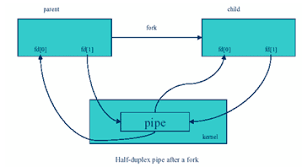 parent
child
fork
fd[0] fd[1]
fd[0] fd[1]
pipe
kernel
Half-duplex pipe after a fork